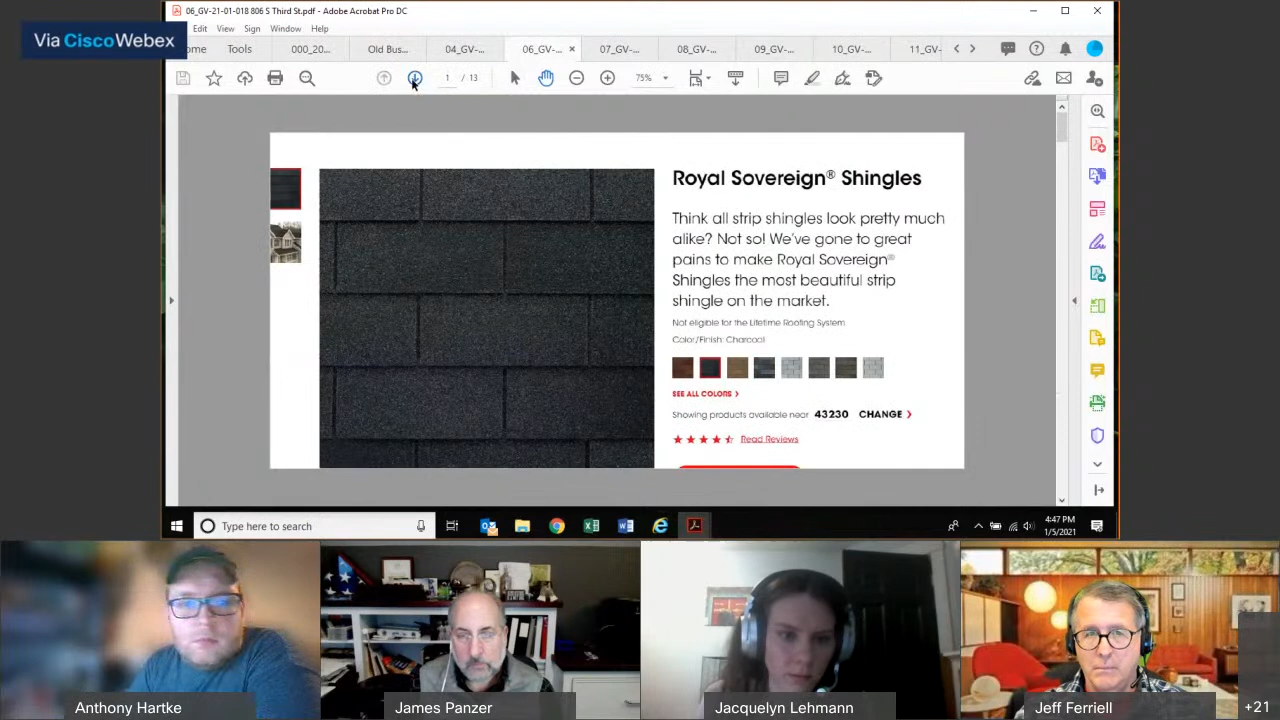 06_GV-21-01-018 806 S Third St.pdf - Adobe Acrobat Pro DC
Edit View Sign Window Help
Via Cisco Webex
ome Tools 000_20... Old Bas... 04_GV-... 06_GV-... × 07_GV-... 08_GV-... 09_GV-... 10_GV-... 11_GV-
1 / 13 75%
Royal Sovereign® Shingles
Think all strip shingles look pretty much
alike? Not so! We've gone to great
pains to make Royal Sovereign®
Shingles the most beautiful strip
shingle on the market.
Not eligible for the Lifetime Roofing System
Color/Finish: Charcoal
SEE ALL COLORS >
Showing products available near 43230 CHANGE >
Read Reviews
Type here to search
4:47 PM
1/5/2021
Anthony Hartke
James Panzer
Jacquelyn Lehmann
Jeff Ferriell
+21